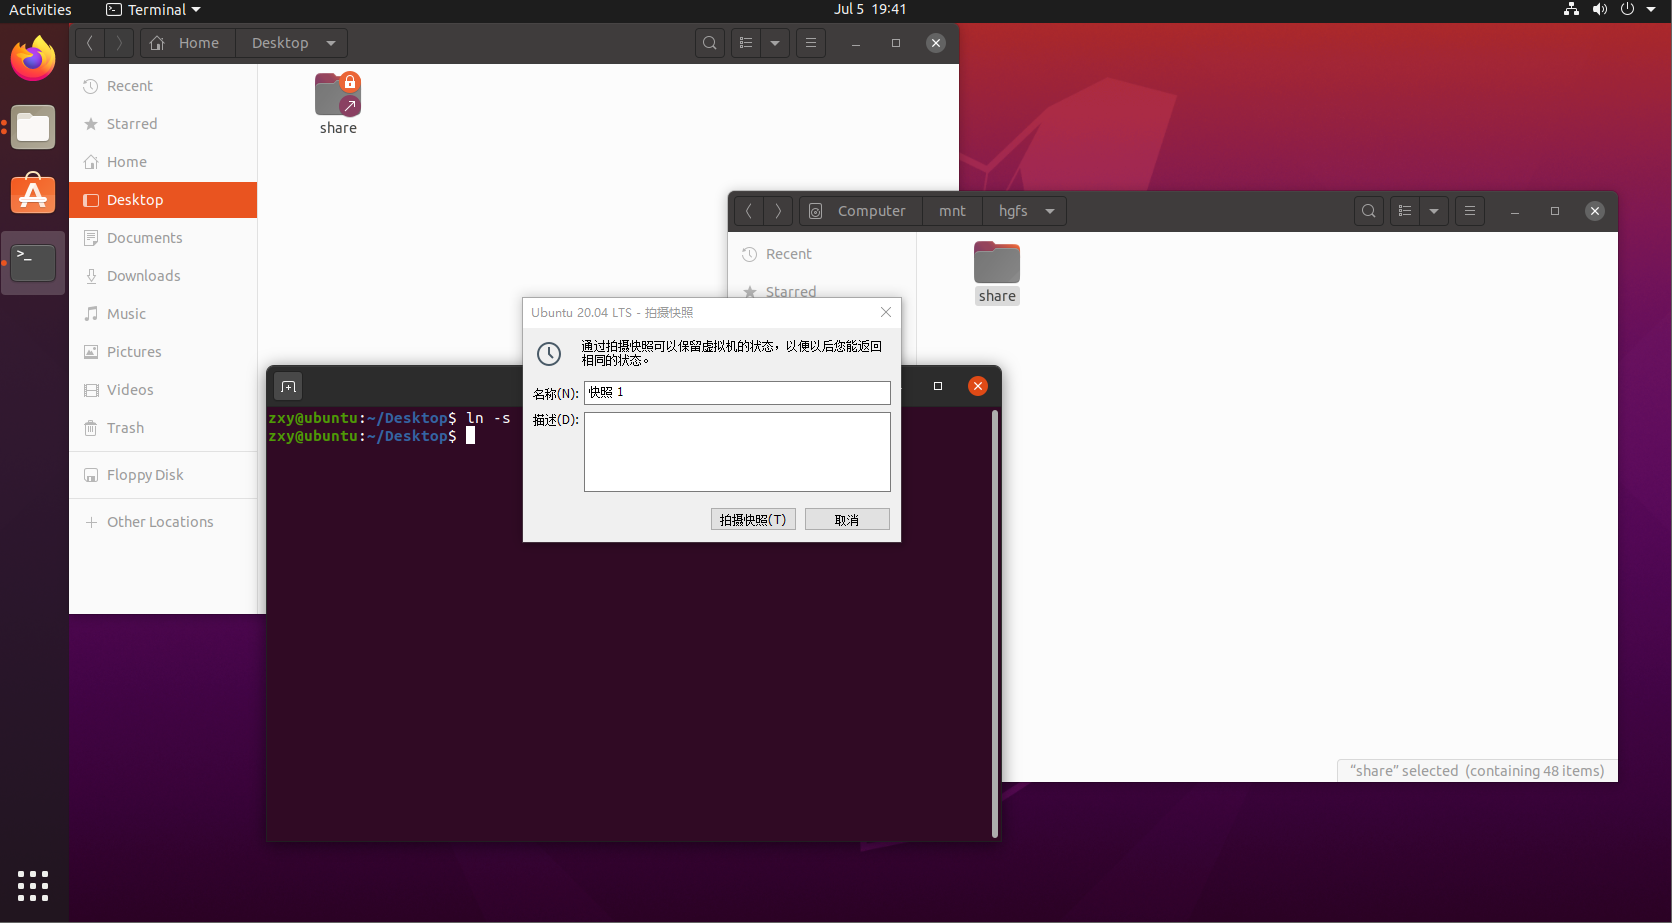 Activities
Terminal
Jul 5 19:41
Home
Desktop
Recent
Starred
Home
Desktop
Documents
Downloads
Music
Pictures
Videos
Trash
Floppy Disk
Other Locations
share
Computer
mnt
hgfs
Recent
Starred
share
"share" selected (containing 48 items)
Ubuntu 20.04 LTS - 拍摄快照
通过拍摄快照可以保留虚拟机的状态，以便以后您能返回
相同的状态。
名称(N): 快照 1
描述(D):
拍摄快照(T)
取消
zxy@ubuntu:~/Desktop$ ln -s
zxy@ubuntu:~/Desktop$